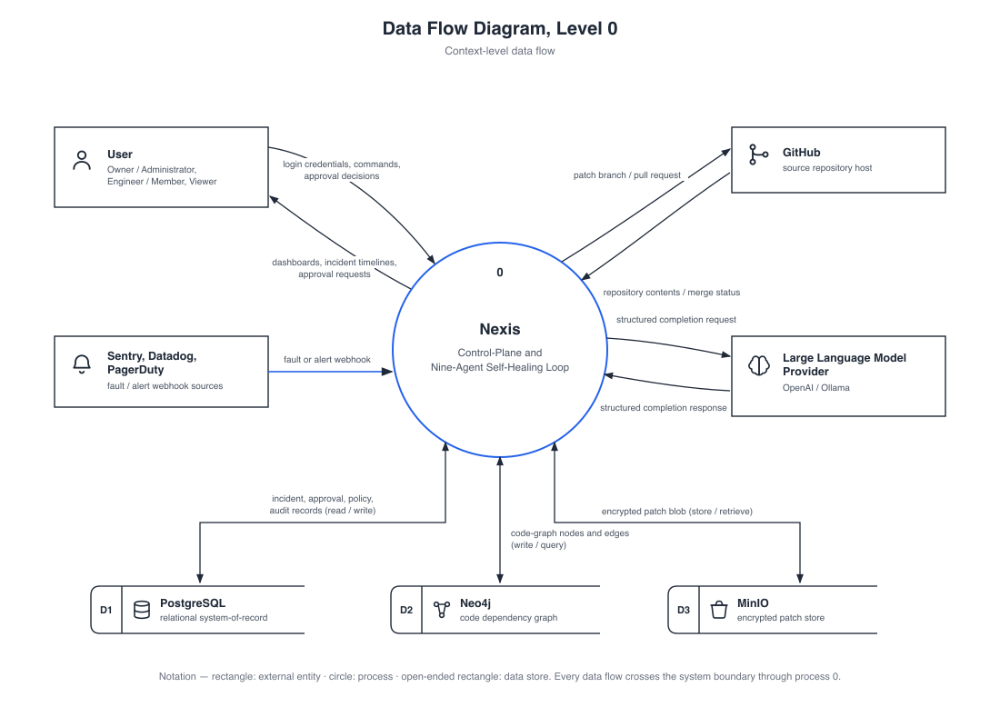 Data Flow Diagram, Level 0
Context-level data flow
User
Owner / Administrator,
Engineer / Member, Viewer
login credentials, commands,
approval decisions
patch branch / pull request
GitHub
source repository host
dashboards, incident timelines,
approval requests
0
Nexis
Control-Plane and
Nine-Agent Self-Healing Loop
repository contents / merge status
structured completion request
Sentry, Datadog,
PagerDuty
fault / alert webhook sources
fault or alert webhook
Large Language Model
Provider
OpenAI / Ollama
structured completion response
incident, approval, policy,
audit records (read / write)
code-graph nodes and edges
(write / query)
encrypted patch blob (store / retrieve)
D1
PostgreSQL
relational system-of-record
D2
Neo4j
code dependency graph
D3
MinIO
encrypted patch store
Notation — rectangle: external entity · circle: process · open-ended rectangle: data store. Every data flow crosses the system boundary through process 0.